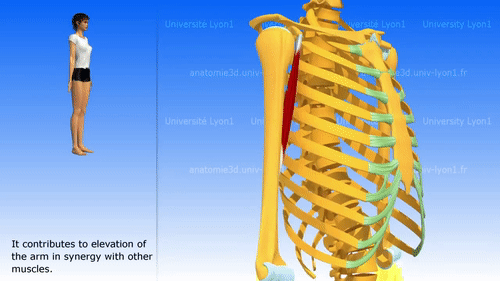 Université Lyon1
Université Lyon1
anatomie3d.univ-lyon1.fr
Université Lyon1
Université Lyon1
anatomie3d.univ-lyon1.fr
It contributes to elevation of
the arm in synergy with other
muscles.